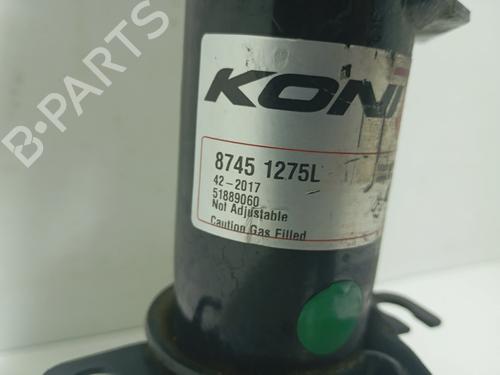 KONI
8745 1275L
42-2017
51889060
Not Adjustable
Caution Gas Filled
B-PARTS